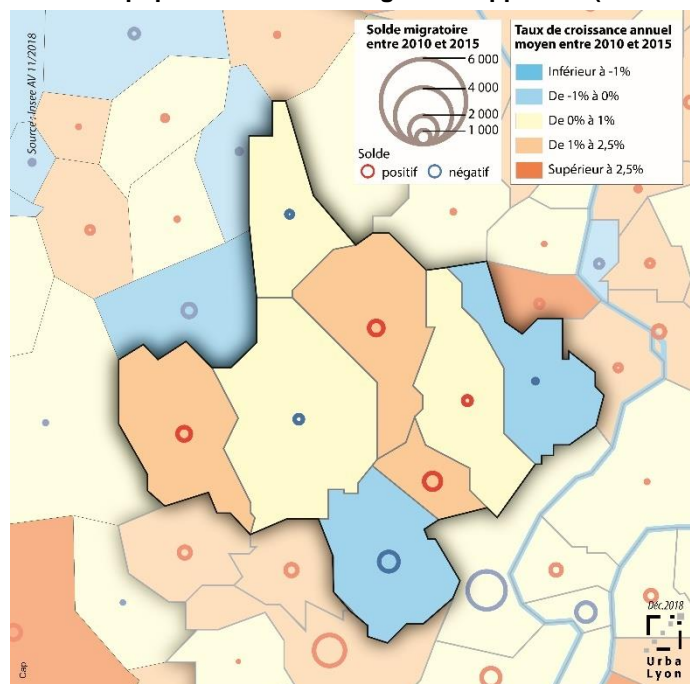 Source : Insee AV 11/2018
Solde migratoire
entre 2010 et 2015
6 000
4 000
2 000
1 000
Solde
positif
négatif
Taux de croissance annuel
moyen entre 2010 et 2015
Inférieur à -1%
De -1% à 0%
De 0% à 1%
De 1% à 2,5%
Supérieur à 2,5%
Déc.2018
Urba
Lyon
Cap